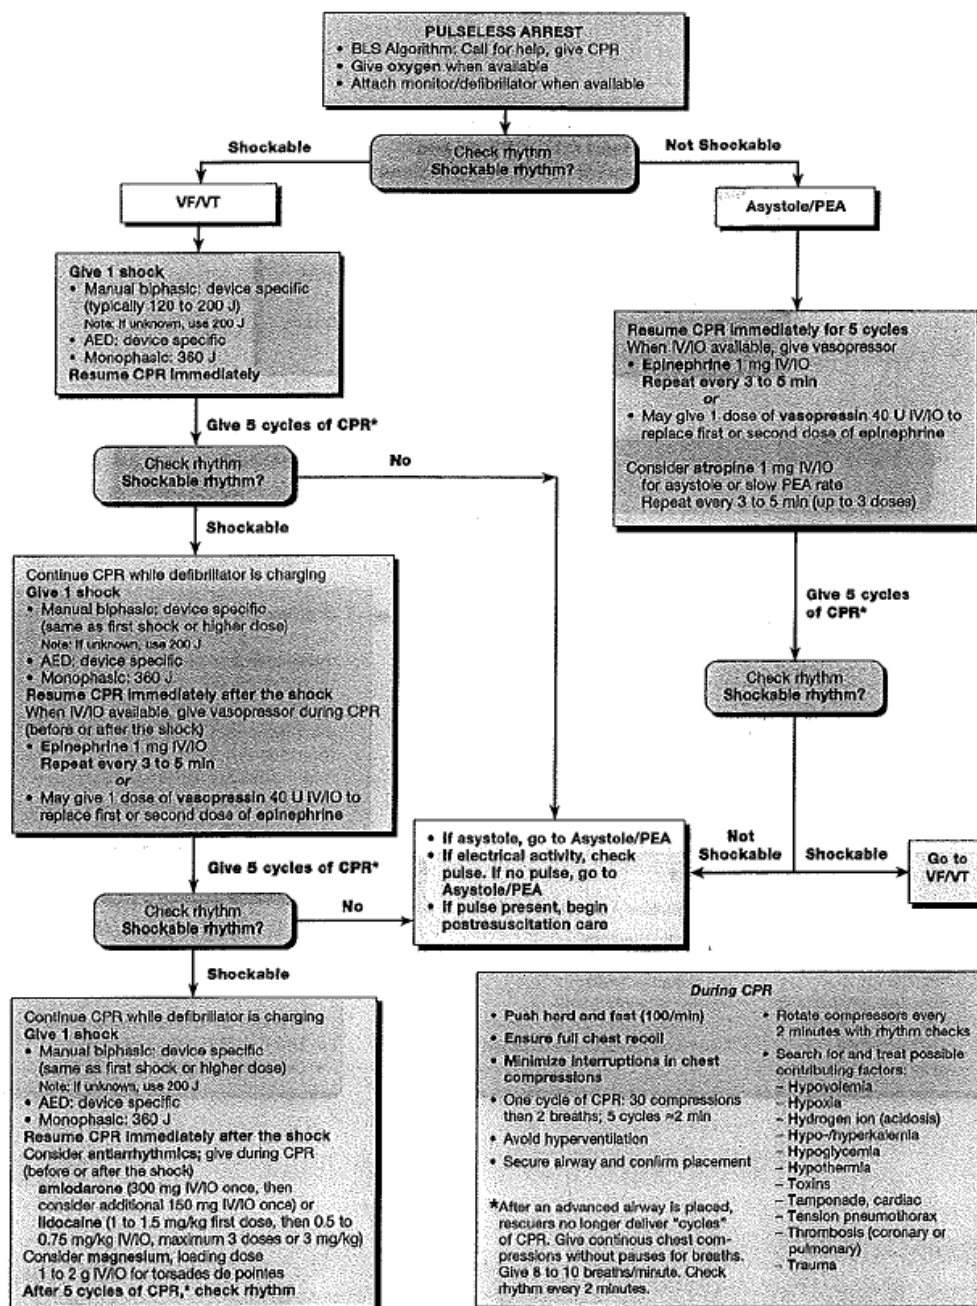 PULSELESS ARREST
• BLS Algorithm: Call for help, give CPR
• Give oxygen when available
• Attach monitor/defibrillator when available
Shockable
Check rhythm
Shockable rhythm?
Not Shockable
VF/VT
Asystole/PEA
Give 1 shock
• Manual biphasic: device specific
(typically 120 to 200 J)
Note: If unknown, use 200 J
• AED: device specific
• Monophasic: 360 J
Resume CPR immediately
Resume CPR immediately for 5 cycles
When IV/IO available, give vasopressor
• Epinephrine 1 mg IV/IO
Repeat every 3 to 5 min
or
• May give 1 dose of vasopressin 40 U IV/IO to
replace first or second dose of epinephrine
Consider atropine 1 mg IV/IO
for asystole or slow PEA rate
Repeat every 3 to 5 min (up to 3 doses)
Give 5 cycles of CPR*
Check rhythm
Shockable rhythm?
No
Shockable
Continue CPR while defibrillator is charging
Give 1 shock
• Manual biphasic: device specific
(same as first shock or higher dose)
Note: If unknown, use 200 J
• AED: device specific
• Monophasic: 360 J
Resume CPR immediately after the shock
When IV/IO available, give vasopressor during CPR
(before or after the shock)
• Epinephrine 1 mg IV/IO
Repeat every 3 to 5 min
or
• May give 1 dose of vasopressin 40 U IV/IO to
replace first or second dose of epinephrine
Give 5 cycles
of CPR*
Check rhythm
Shockable rhythm?
Not
Shockable
Shockable
Go to
VF/VT
• If asystole, go to Asystole/PEA
• If electrical activity, check
pulse. If no pulse, go to
Asystole/PEA
• If pulse present, begin
postresuscitation care
Give 5 cycles of CPR*
Check rhythm
Shockable rhythm?
No
Shockable
Continue CPR while defibrillator is charging
Give 1 shock
• Manual biphasic: device specific
(same as first shock or higher dose)
Note: If unknown, use 200 J
• AED: device specific
• Monophasic: 360 J
Resume CPR immediately after the shock
Consider antiarrhythmics; give during CPR
(before or after the shock)
amiodarone (300 mg IV/IO once, then
consider additional 150 mg IV/IO once) or
lidocaine (1 to 1.5 mg/kg first dose, then 0.5 to
0.75 mg/kg IV/IO, maximum 3 doses or 3 mg/kg)
Consider magnesium, loading dose
1 to 2 g IV/IO for torsades de pointes
After 5 cycles of CPR,* check rhythm
During CPR
• Push hard and fast (100/min)
• Ensure full chest recoil
• Minimize interruptions in chest
compressions
• One cycle of CPR: 30 compressions
then 2 breaths; 5 cycles ≈2 min
• Avoid hyperventilation
• Secure airway and confirm placement
*After an advanced airway is placed,
rescuers no longer deliver "cycles"
of CPR. Give continous chest com-
pressions without pauses for breaths.
Give 8 to 10 breaths/minute. Check
rhythm every 2 minutes.
• Rotate compressors every
2 minutes with rhythm checks
• Search for and treat possible
contributing factors:
– Hypovolemia
– Hypoxia
– Hydrogen ion (acidosis)
– Hypo-/hyperkalemia
– Hypoglycemia
– Hypothermia
– Toxins
– Tamponade, cardiac
– Tension pneumothorax
– Thrombosis (coronary or
pulmonary)
– Trauma